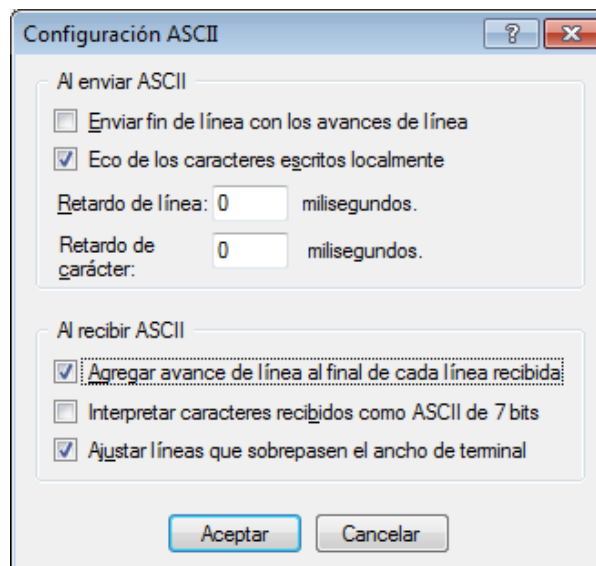 Configuración ASCII
Al enviar ASCII
Enviar fin de línea con los avances de línea
Eco de los caracteres escritos localmente
Retardo de línea: 0 milisegundos.
Retardo de
carácter: 0 milisegundos.
Al recibir ASCII
Agregar avance de línea al final de cada línea recibida
Interpretar caracteres recibidos como ASCII de 7 bits
Ajustar líneas que sobrepasen el ancho de terminal
Aceptar Cancelar